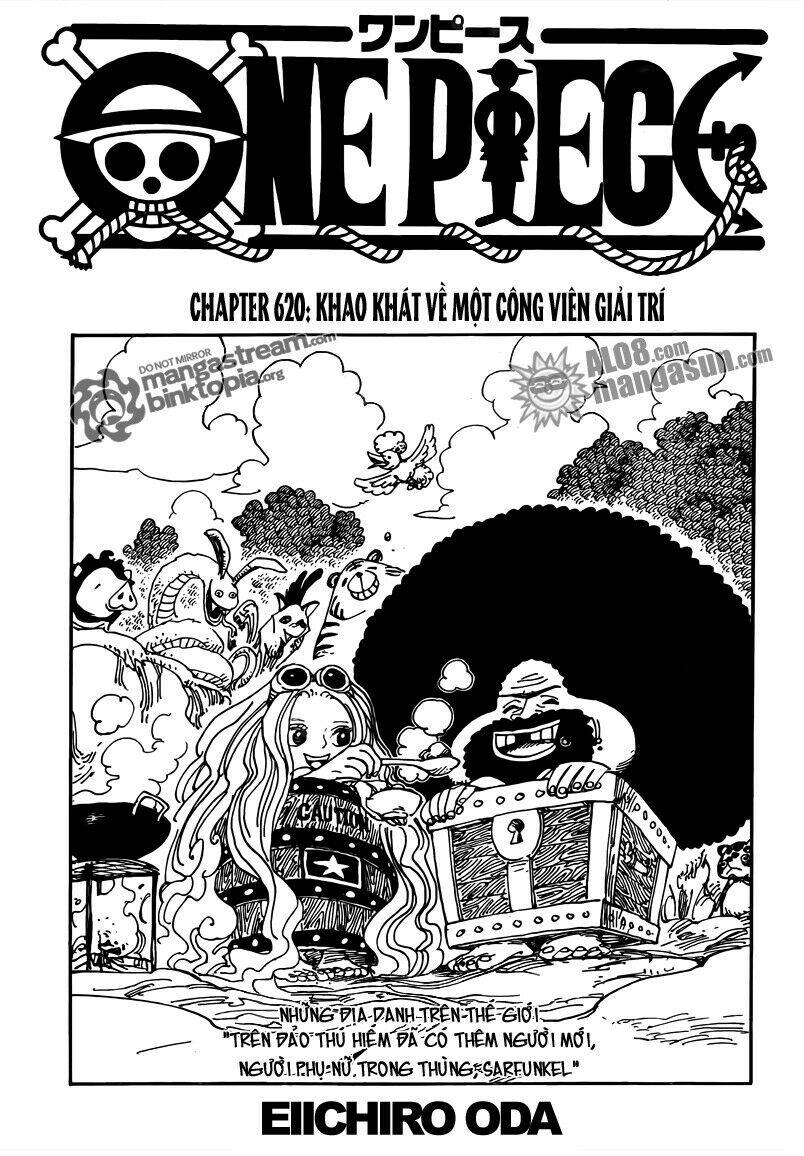 ワンピース
ONE PIECE
CHAPTER 620: KHAO KHÁT VỀ MỘT CÔNG VIÊN GIẢI TRÍ
DO NOT MIRROR
mangastream.com
binktopia.org
AL08.com
mangasun.com
CAUTION
NHỮNG ĐỊA DANH TRÊN THẾ GIỚI
"TRÊN ĐẢO THÚ HIẾM ĐÃ CÓ THÊM NGƯỜI MỚI,
NGƯỜI PHỤ NỮ TRONG THÙNG, SARFUNKEL"
EIICHIRO ODA